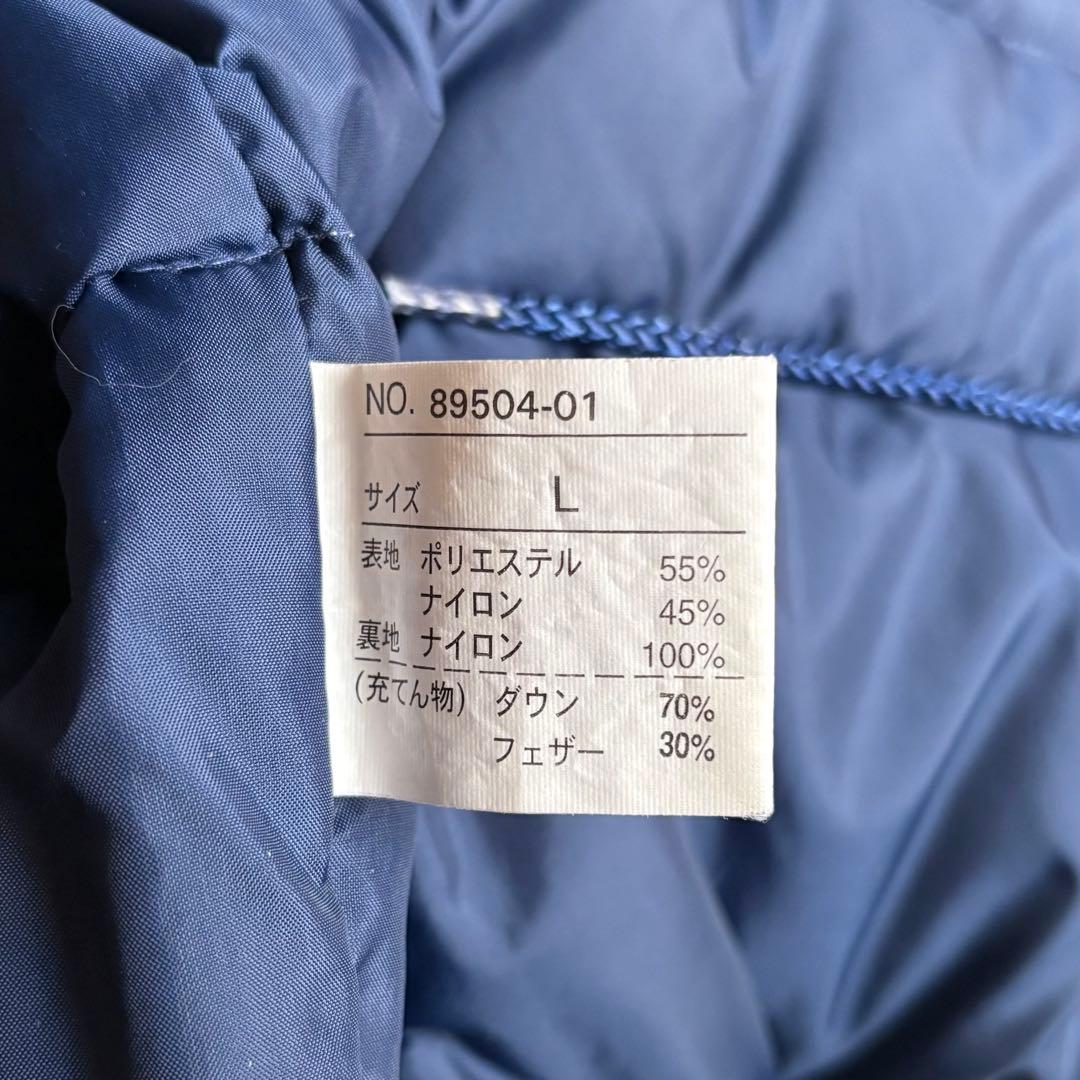 NO. 89504-01
サイズ L
表地 ポリエステル 55%
ナイロン 45%
裏地 ナイロン 100%
(充てん物) ダウン 70%
フェザー 30%